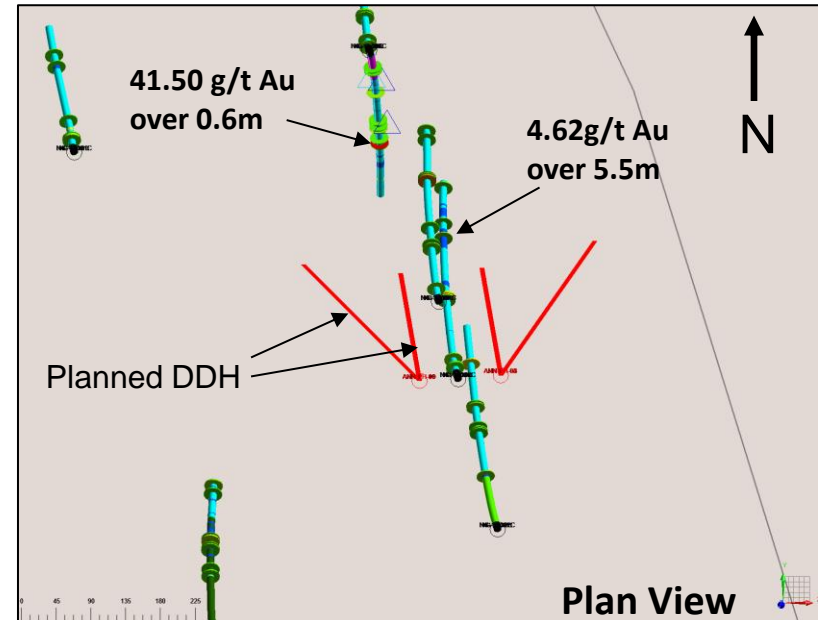 41.50 g/t Au
over 0.6m
4.62g/t Au
over 5.5m
N
Planned DDH
0 45 90 135 180 225
Plan View